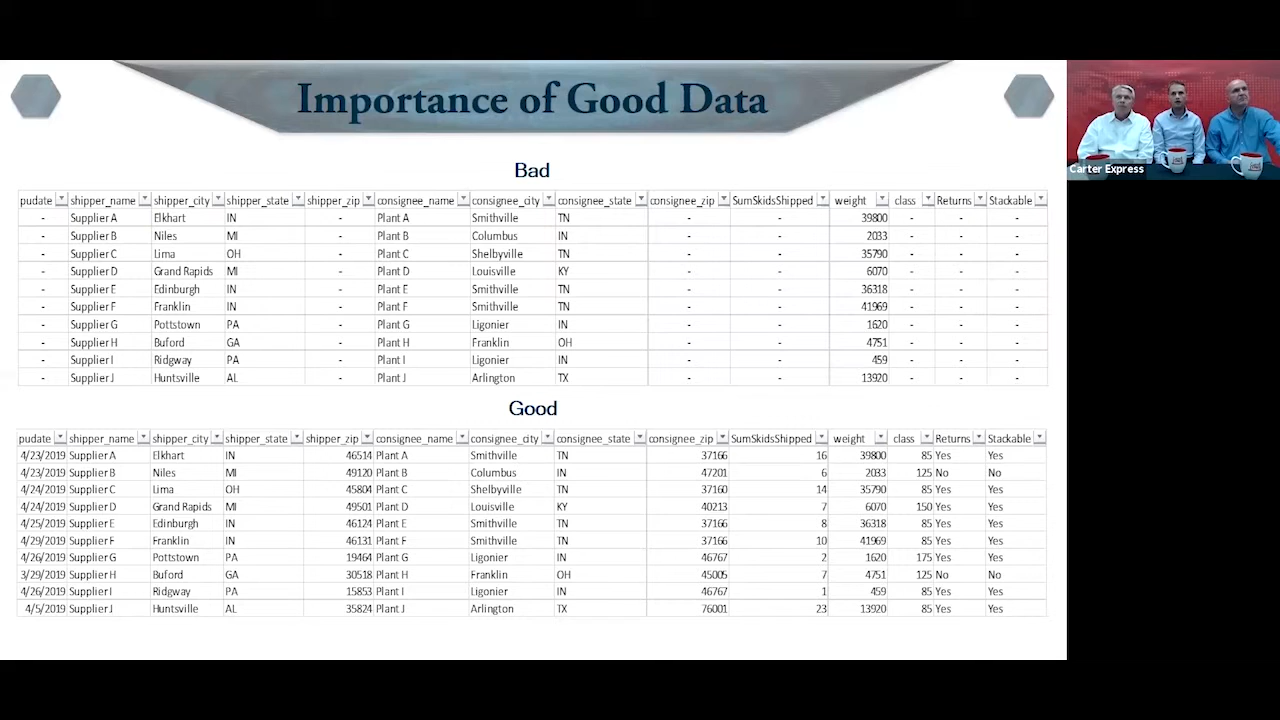 Importance of Good Data
Carter Express
Bad
pudate shipper_name shipper_city shipper_state shipper_zip consignee_name consignee_city consignee_state consignee_zip SumSkidsShipped weight class Returns Stackable
- Supplier A Elkhart IN - Plant A Smithville TN - - 39800 - - -
- Supplier B Niles MI - Plant B Columbus IN - - 2033 - - -
- Supplier C Lima OH - Plant C Shelbyville TN - - 35790 - - -
- Supplier D Grand Rapids MI - Plant D Louisville KY - - 6070 - - -
- Supplier E Edinburgh IN - Plant E Smithville TN - - 36318 - - -
- Supplier F Franklin IN - Plant F Smithville TN - - 41969 - - -
- Supplier G Pottstown PA - Plant G Ligonier IN - - 1620 - - -
- Supplier H Buford GA - Plant H Franklin OH - - 4751 - - -
- Supplier I Ridgway PA - Plant I Ligonier IN - - 459 - - -
- Supplier J Huntsville AL - Plant J Arlington TX - - 13920 - - -
Good
pudate shipper_name shipper_city shipper_state shipper_zip consignee_name consignee_city consignee_state consignee_zip SumSkidsShipped weight class Returns Stackable
4/23/2019 Supplier A Elkhart IN 46514 Plant A Smithville TN 37166 16 39800 85 Yes Yes
4/23/2019 Supplier B Niles MI 49120 Plant B Columbus IN 47201 6 2033 125 No No
4/24/2019 Supplier C Lima OH 45804 Plant C Shelbyville TN 37160 14 35790 85 Yes Yes
4/24/2019 Supplier D Grand Rapids MI 49501 Plant D Louisville KY 40213 7 6070 150 Yes Yes
4/25/2019 Supplier E Edinburgh IN 46124 Plant E Smithville TN 37166 8 36318 85 Yes Yes
4/29/2019 Supplier F Franklin IN 46131 Plant F Smithville TN 37166 10 41969 85 Yes Yes
4/26/2019 Supplier G Pottstown PA 19464 Plant G Ligonier IN 46767 2 1620 175 Yes Yes
3/29/2019 Supplier H Buford GA 30518 Plant H Franklin OH 45005 7 4751 125 No No
4/26/2019 Supplier I Ridgway PA 15853 Plant I Ligonier IN 46767 1 459 85 Yes Yes
4/5/2019 Supplier J Huntsville AL 35824 Plant J Arlington TX 76001 23 13920 85 Yes Yes